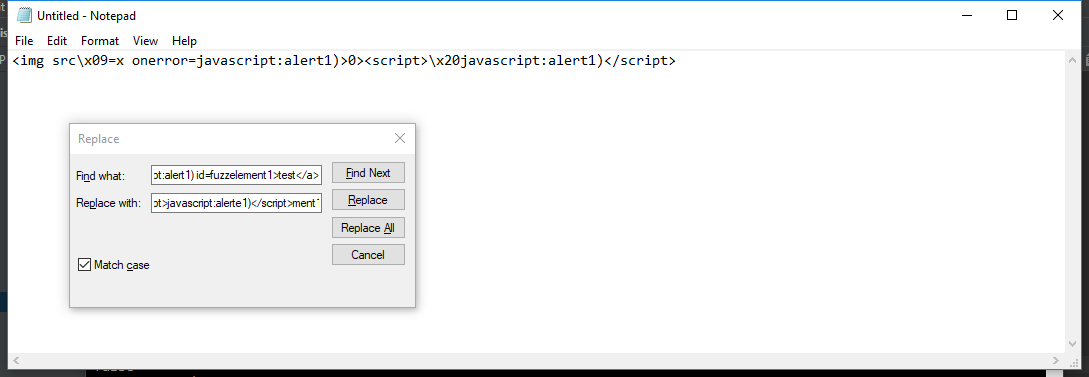 Untitled - Notepad
File Edit Format View Help
<img src\x09=x onerror=javascript:alert1)>0><script>\x20javascript:alert1)</script>
Replace
Find what: pt:alert1) id=fuzzelement1>test</a> Find Next
Replace with: pt>javascript:alerte1)</script>ment1 Replace
Replace All
Cancel
Match case